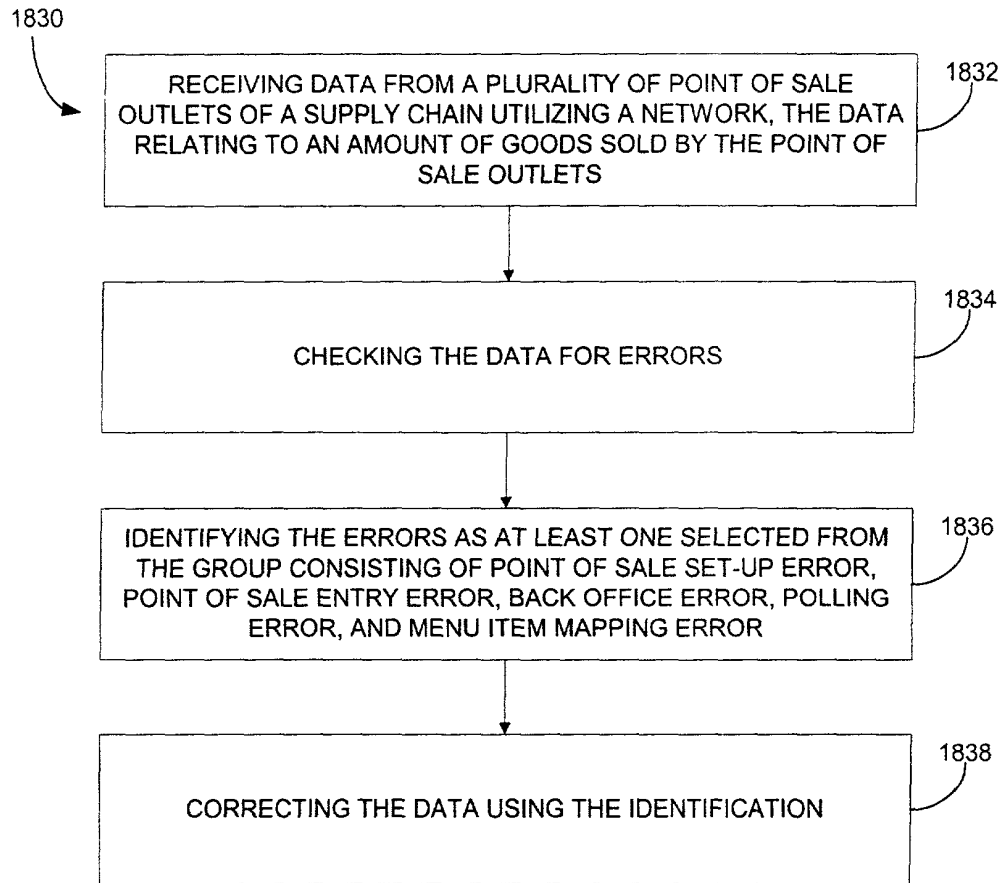 1830
RECEIVING DATA FROM A PLURALITY OF POINT OF SALE
OUTLETS OF A SUPPLY CHAIN UTILIZING A NETWORK, THE DATA
RELATING TO AN AMOUNT OF GOODS SOLD BY THE POINT OF
SALE OUTLETS
1832
CHECKING THE DATA FOR ERRORS
1834
IDENTIFYING THE ERRORS AS AT LEAST ONE SELECTED FROM
THE GROUP CONSISTING OF POINT OF SALE SET-UP ERROR,
POINT OF SALE ENTRY ERROR, BACK OFFICE ERROR, POLLING
ERROR, AND MENU ITEM MAPPING ERROR
1836
CORRECTING THE DATA USING THE IDENTIFICATION
1838